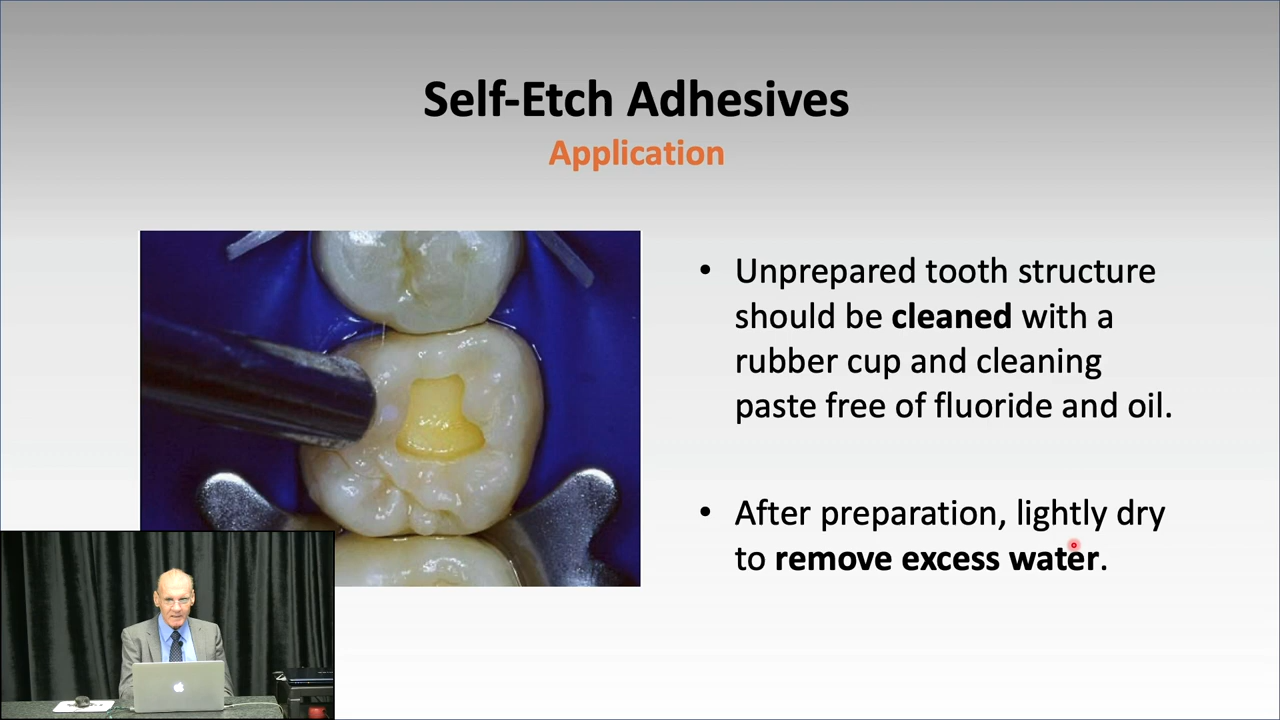 Self-Etch Adhesives
Application
• Unprepared tooth structure
should be cleaned with a
rubber cup and cleaning
paste free of fluoride and oil.
• After preparation, lightly dry
to remove excess water.